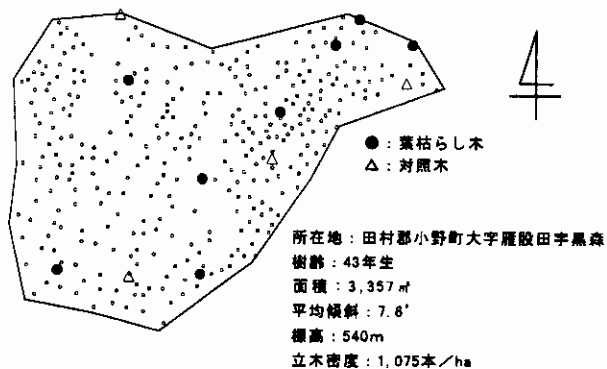 ● : 葉枯らし木
△ : 対照木
所在地 : 田村郡小野町大字雁股田字黒森
樹齢 : 43年生
面積 : 3,357㎡
平均傾斜 : 7.6°
標高 : 540m
立木密度 : 1,075本/ha